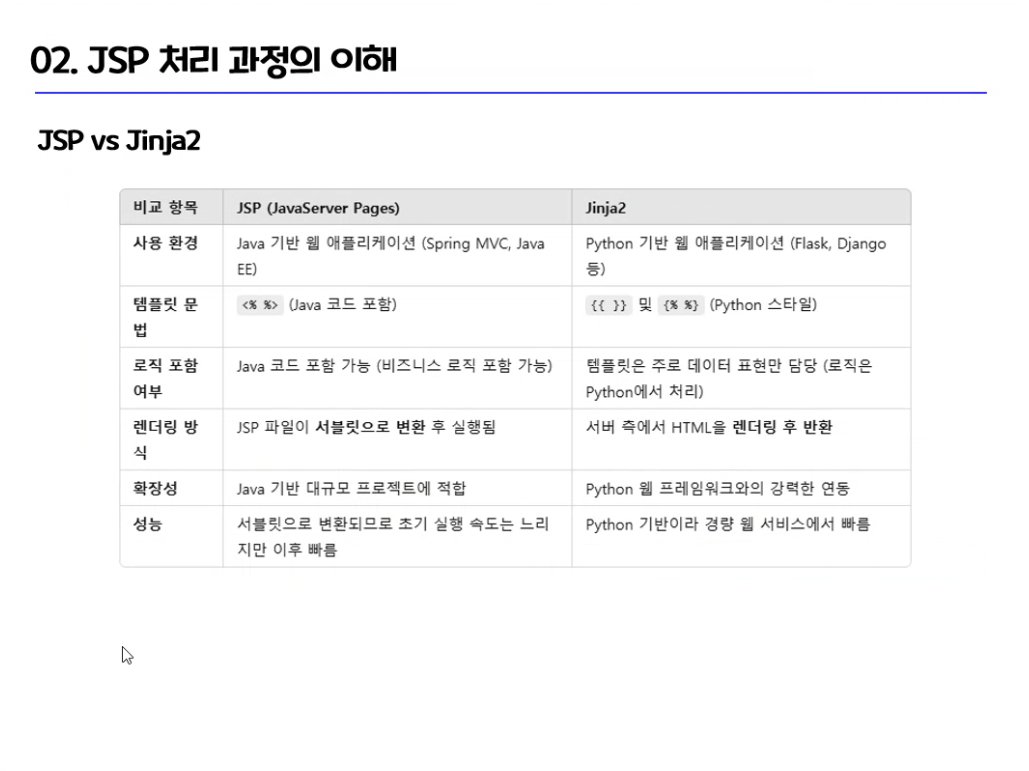 02. JSP 처리 과정의 이해
JSP vs Jinja2
비교 항목 JSP (JavaServer Pages) Jinja2
사용 환경 Java 기반 웹 애플리케이션 (Spring MVC, Java Python 기반 웹 애플리케이션 (Flask, Django
EE) 등)
템플릿 문 <% %> (Java 코드 포함) {{ }} 및 {% %} (Python 스타일)
법
로직 포함 Java 코드 포함 가능 (비즈니스 로직 포함 가능) 템플릿은 주로 데이터 표현만 담당 (로직은
여부 Python에서 처리)
렌더링 방 JSP 파일이 서블릿으로 변환 후 실행됨 서버 측에서 HTML을 렌더링 후 반환
식
확장성 Java 기반 대규모 프로젝트에 적합 Python 웹 프레임워크와의 강력한 연동
성능 서블릿으로 변환되므로 초기 실행 속도는 느리 Python 기반이라 경량 웹 서비스에서 빠름
지만 이후 빠름